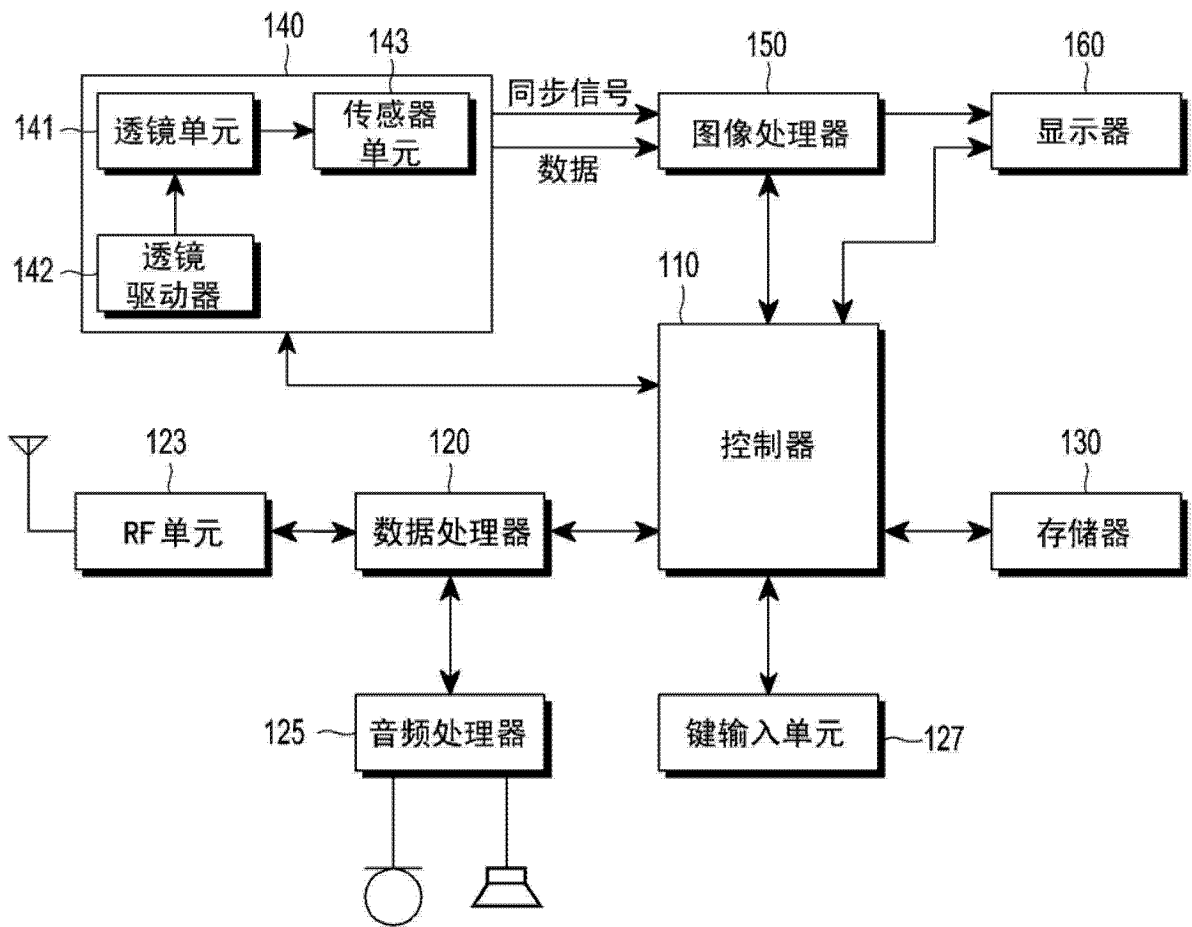 140
143
150
160
141
透镜单元
传感器
单元
同步信号
数据
图像处理器
显示器
142
透镜
驱动器
110
控制器
123
RF单元
120
数据处理器
130
存储器
125
音频处理器
键输入单元
127